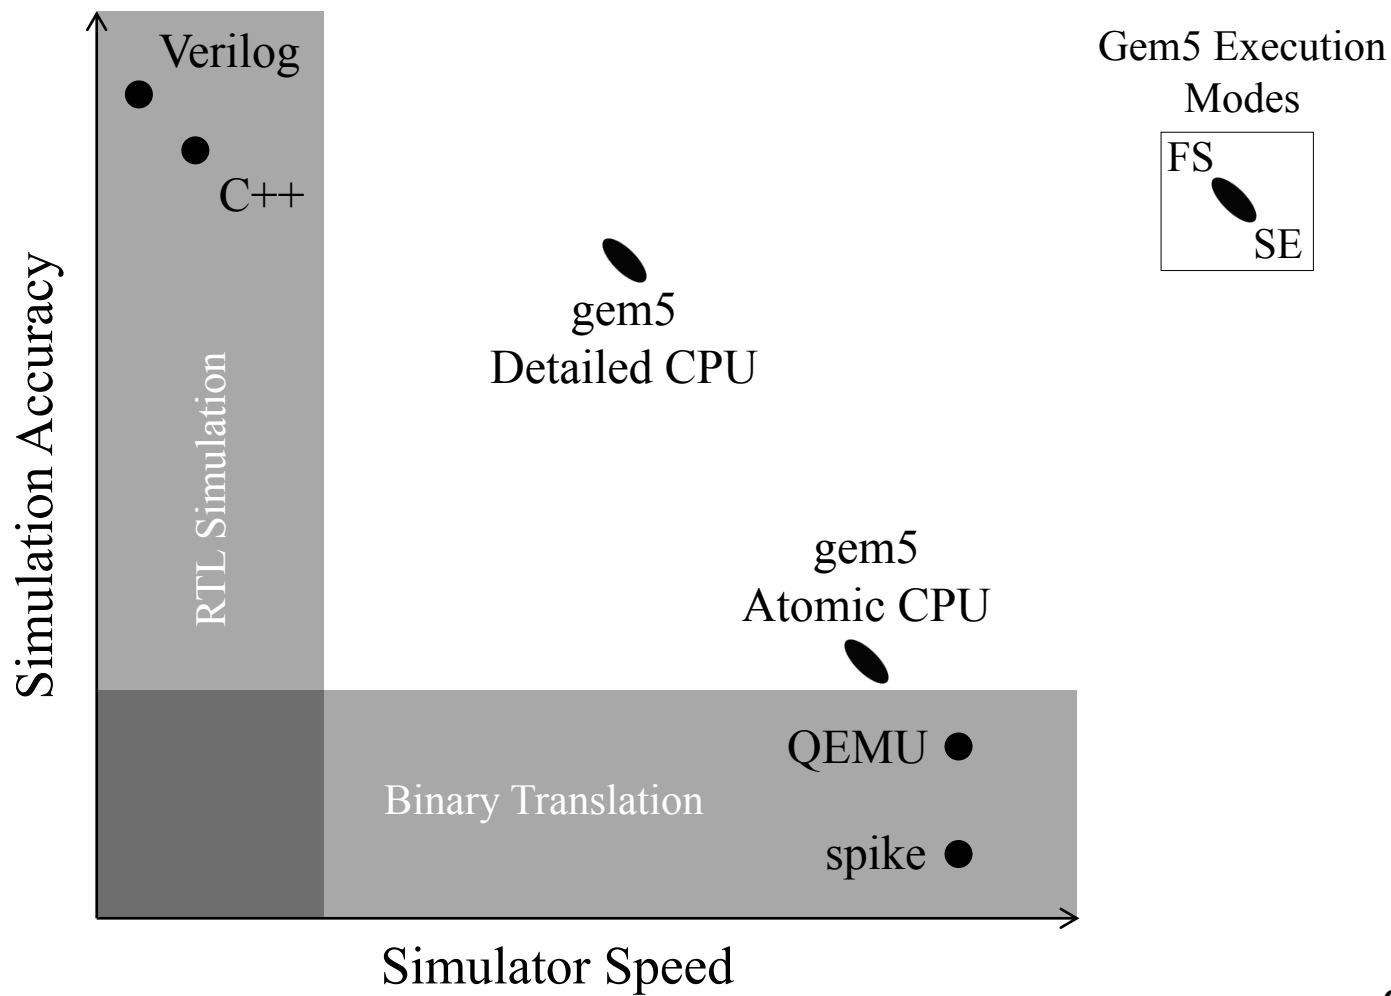 Verilog
C++
Gem5 Execution
Modes
FS
SE
gem5
Detailed CPU
gem5
Atomic CPU
QEMU
spike
RTL Simulation
Binary Translation
Simulation Accuracy
Simulator Speed